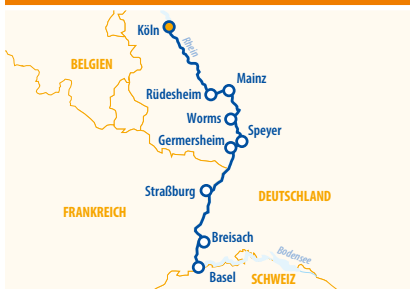 Köln
Rhein
BELGIEN
Mainz
Rüdesheim
Worms
Speyer
Germersheim
Straßburg
DEUTSCHLAND
FRANKREICH
Breisach
Bodensee
Basel
SCHWEIZ